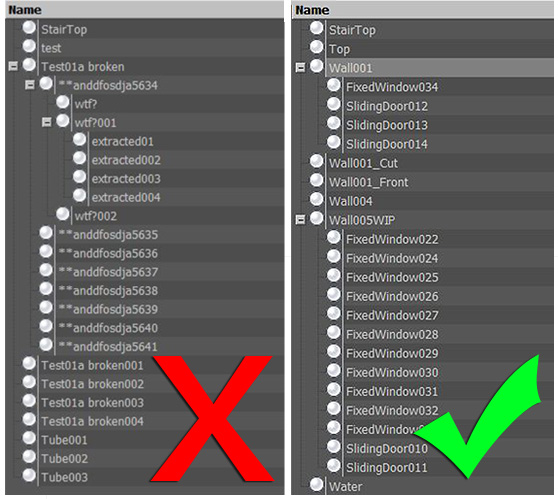 Name
StairTop
test
Test01a broken
**anddfosdja5634
wtf?
wtf?001
extracted01
extracted002
extracted003
extracted004
wtf?002
**anddfosdja5635
**anddfosdja5636
**anddfosdja5637
**anddfosdja5638
**anddfosdja5639
**anddfosdja5640
**anddfosdja5641
Test01a broken001
Test01a broken002
Test01a broken003
Test01a broken004
Tube001
Tube002
Tube003
Name
StairTop
Top
Wall001
FixedWindow034
SlidingDoor012
SlidingDoor013
SlidingDoor014
Wall001_Cut
Wall001_Front
Wall004
Wall005WIP
FixedWindow022
FixedWindow024
FixedWindow025
FixedWindow026
FixedWindow027
FixedWindow028
FixedWindow029
FixedWindow030
FixedWindow031
FixedWindow032
SlidingDoor010
SlidingDoor011
Water